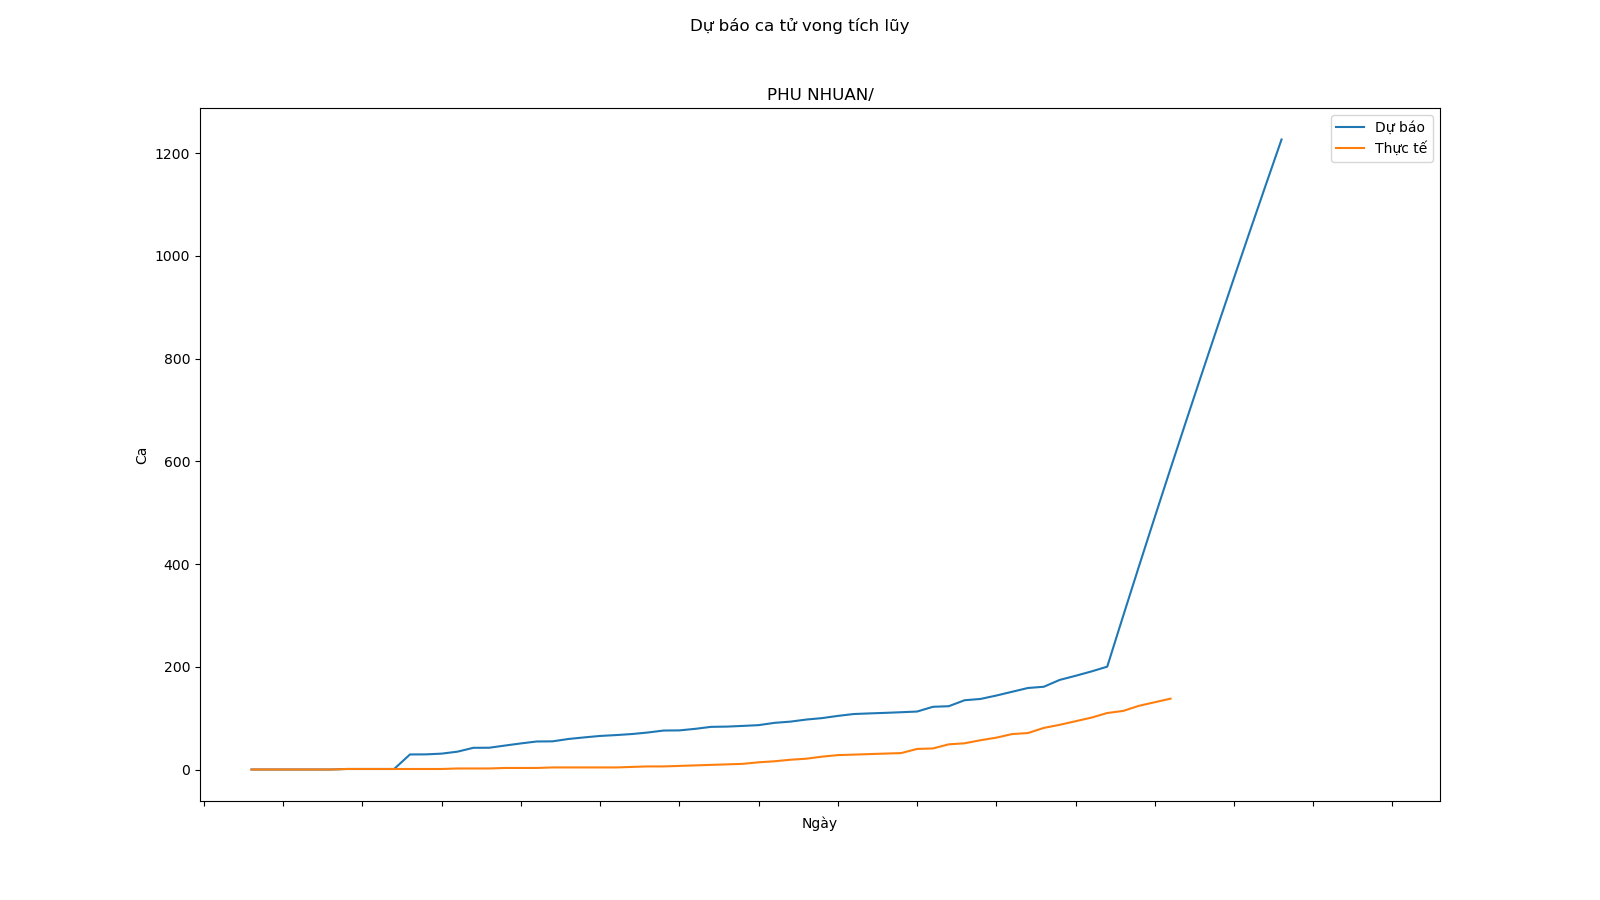 Dự báo ca tử vong tích lũy
PHU NHUAN/
Dự báo
Thực tế
1200
1000
800
600
400
200
0
Ca
Ngày